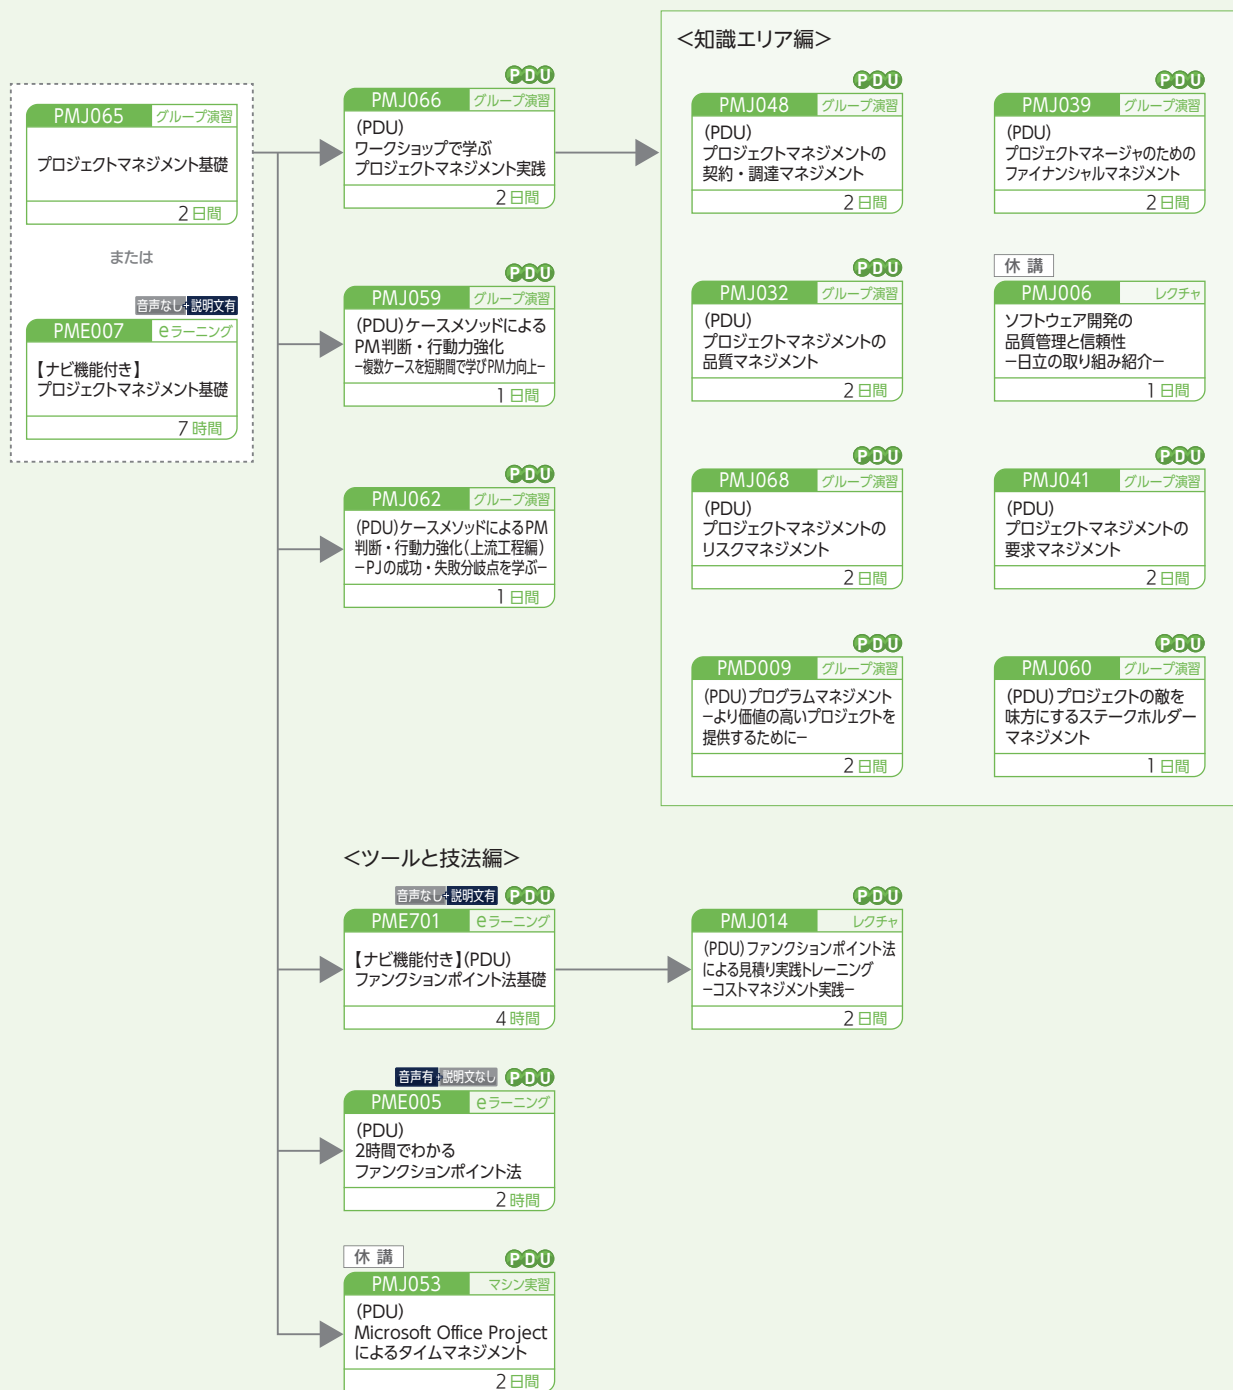 PMJ065 グループ演習
プロジェクトマネジメント基礎
2日間
または
音声なし+説明文有
PME007 eラーニング
【ナビ機能付き】
プロジェクトマネジメント基礎
7時間
PDU
PMJ066 グループ演習
(PDU)
ワークショップで学ぶ
プロジェクトマネジメント実践
2日間
PDU
PMJ059 グループ演習
(PDU)ケースメソッドによる
PM判断・行動力強化
−複数ケースを短期間で学びPM力向上−
1日間
PDU
PMJ062 グループ演習
(PDU)ケースメソッドによるPM
判断・行動力強化(上流工程編)
−PJの成功・失敗分岐点を学ぶ−
1日間
<知識エリア編>
PDU
PMJ048 グループ演習
(PDU)
プロジェクトマネジメントの
契約・調達マネジメント
2日間
PDU
PMJ039 グループ演習
(PDU)
プロジェクトマネージャのための
ファイナンシャルマネジメント
2日間
PDU
PMJ032 グループ演習
(PDU)
プロジェクトマネジメントの
品質マネジメント
2日間
休講
PMJ006 レクチャ
ソフトウェア開発の
品質管理と信頼性
−日立の取り組み紹介−
1日間
PDU
PMJ068 グループ演習
(PDU)
プロジェクトマネジメントの
リスクマネジメント
2日間
PDU
PMJ041 グループ演習
(PDU)
プロジェクトマネジメントの
要求マネジメント
2日間
PDU
PMD009 グループ演習
(PDU)プログラムマネジメント
−より価値の高いプロジェクトを
提供するために−
2日間
PDU
PMJ060 グループ演習
(PDU)プロジェクトの敵を
味方にするステークホルダー
マネジメント
1日間
<ツールと技法編>
音声なし+説明文有 PDU
PME701 eラーニング
【ナビ機能付き】(PDU)
ファンクションポイント法基礎
4時間
PDU
PMJ014 レクチャ
(PDU)ファンクションポイント法
による見積り実践トレーニング
−コストマネジメント実践−
2日間
音声有+説明文なし PDU
PME005 eラーニング
(PDU)
2時間でわかる
ファンクションポイント法
2時間
休講 PDU
PMJ053 マシン実習
(PDU)
Microsoft Office Project
によるタイムマネジメント
2日間